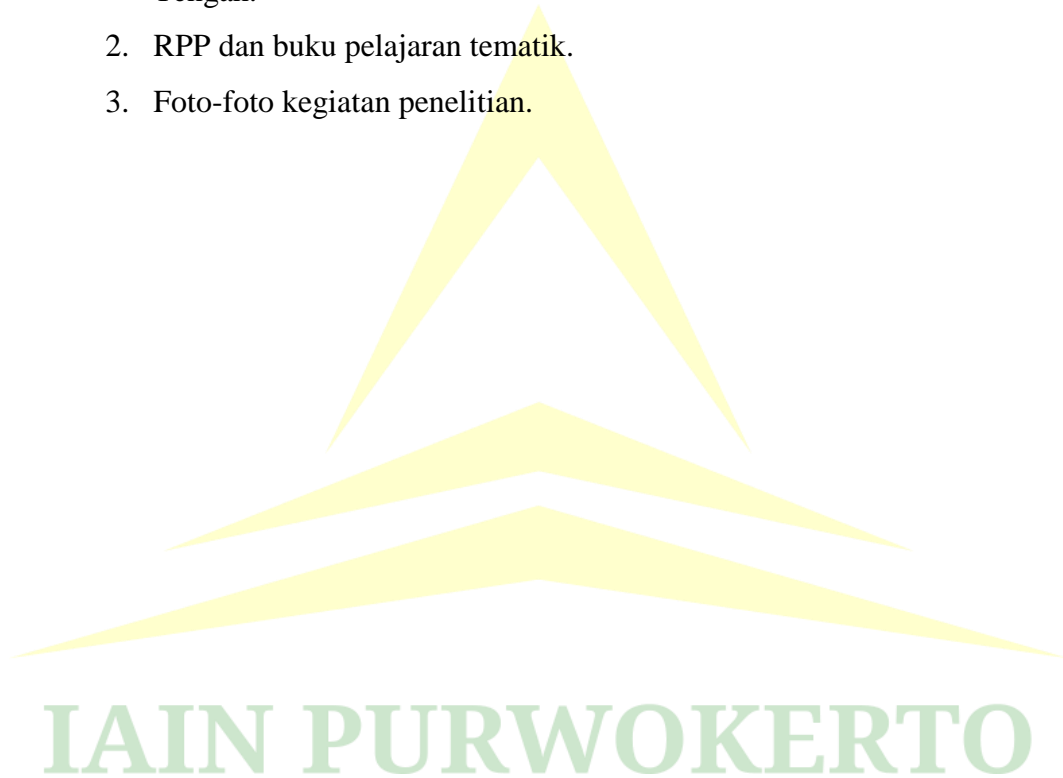 Tengah.
2. RPP dan buku pelajaran tematik.
3. Foto-foto kegiatan penelitian.
IAIN PURWOKERTO